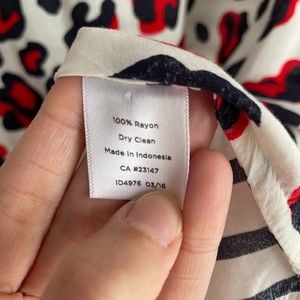 100% Rayon
Dry Clean
Made in Indonesia
CA #23147
ID4976 03/16